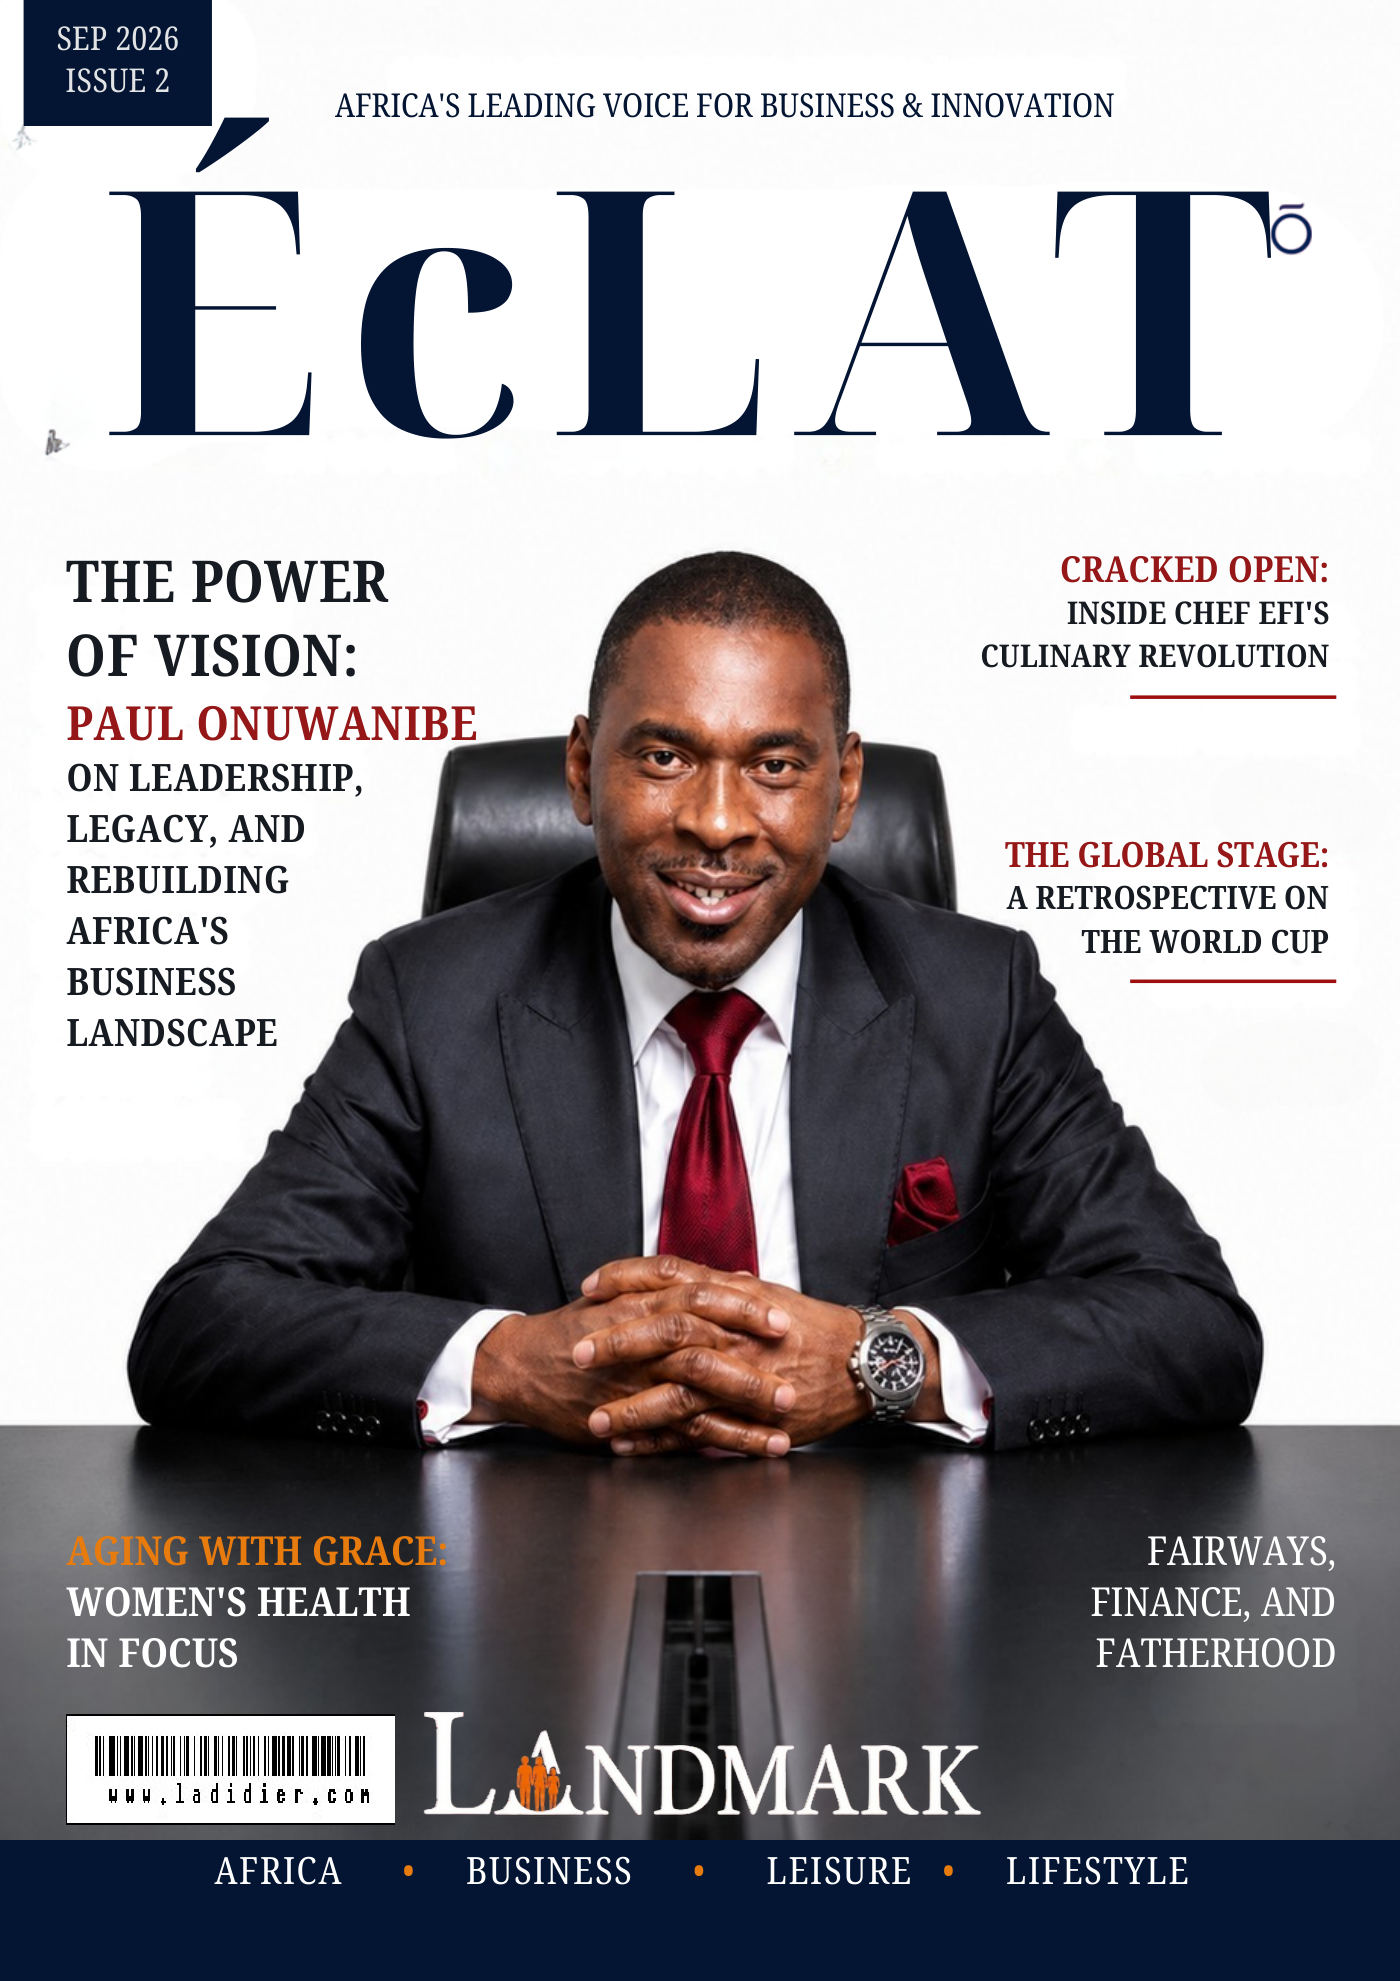 SEP 2026
ISSUE 2
AFRICA'S LEADING VOICE FOR BUSINESS & INNOVATION
ÉcLATō
THE POWER
OF VISION:
PAUL ONUWANIBE
ON LEADERSHIP,
LEGACY, AND
REBUILDING
AFRICA'S
BUSINESS
LANDSCAPE
CRACKED OPEN:
INSIDE CHEF EFI'S
CULINARY REVOLUTION
THE GLOBAL STAGE:
A RETROSPECTIVE ON
THE WORLD CUP
AGING WITH GRACE:
WOMEN'S HEALTH
IN FOCUS
FAIRWAYS,
FINANCE, AND
FATHERHOOD
www.ladidier.com
LANDMARK
AFRICA • BUSINESS • LEISURE • LIFESTYLE